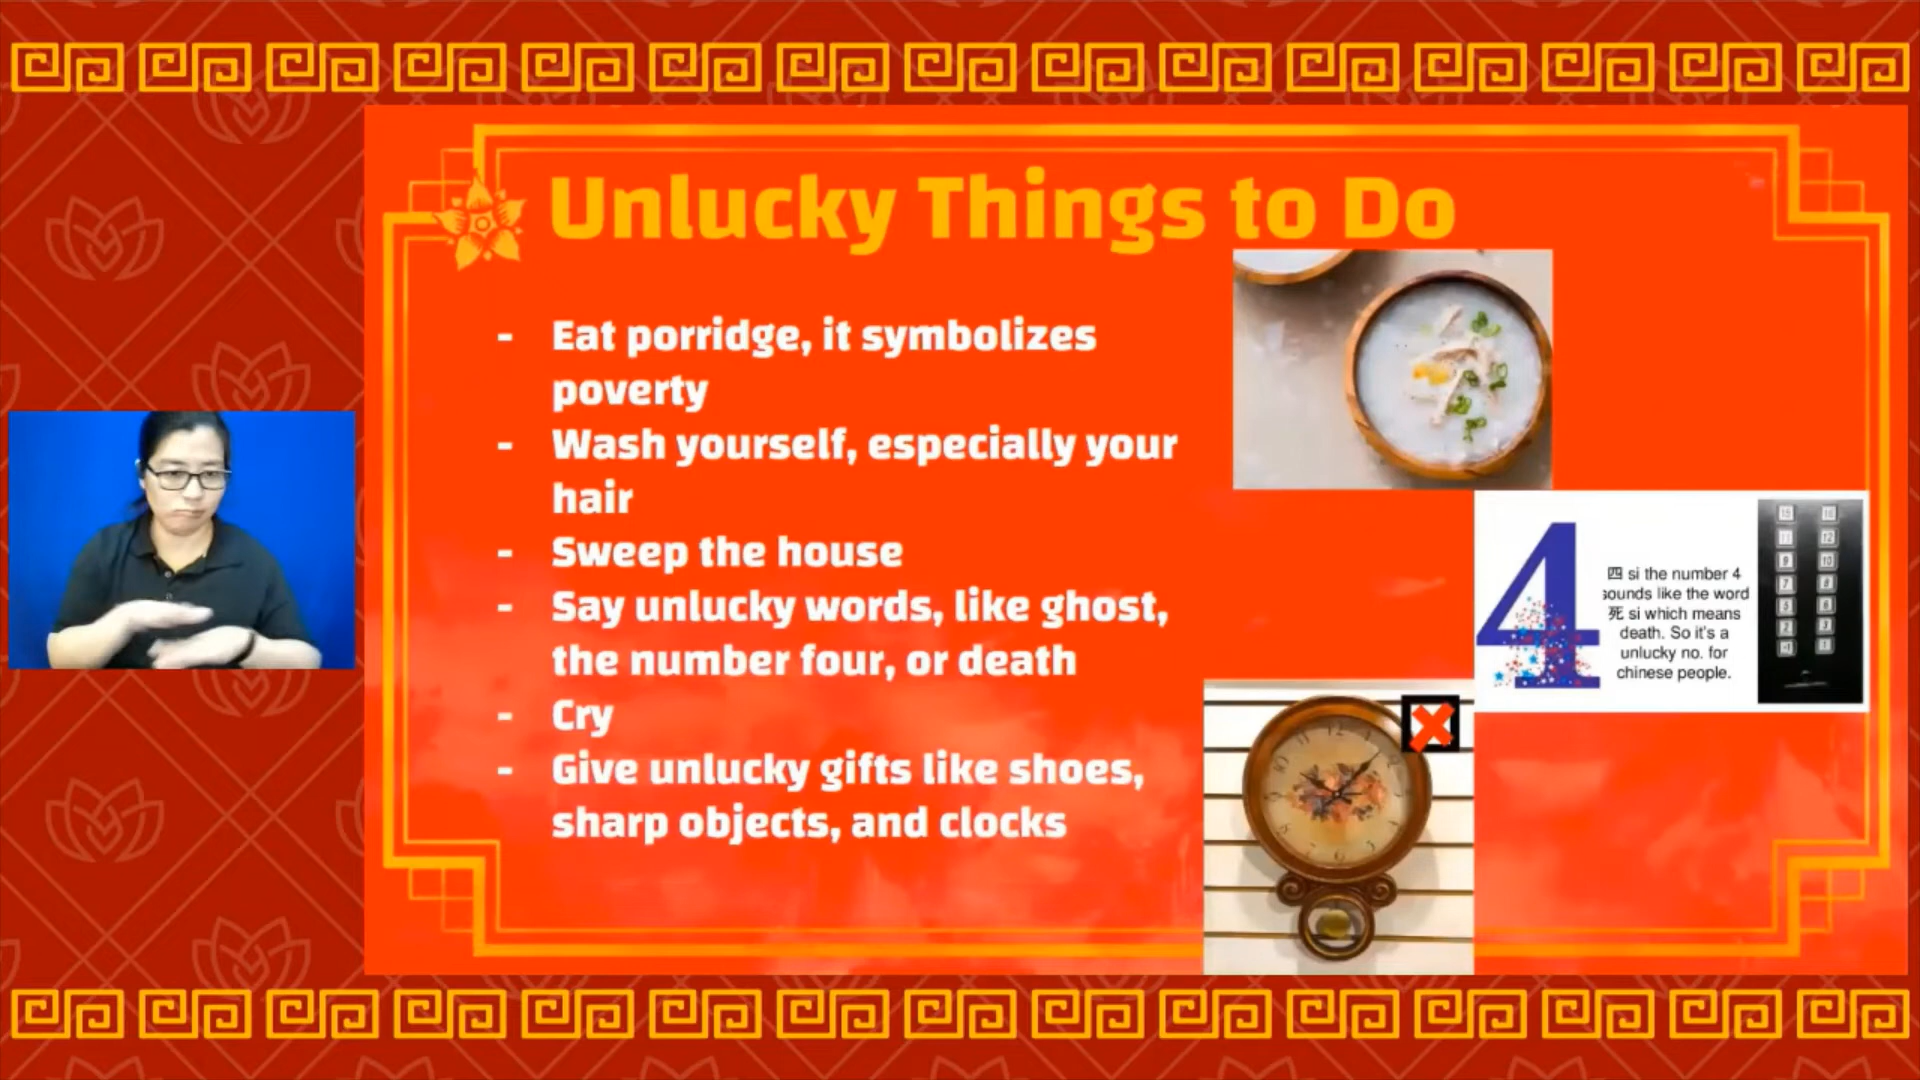 Unlucky Things to Do
- Eat porridge, it symbolizes
poverty
- Wash yourself, especially your
hair
- Sweep the house
- Say unlucky words, like ghost,
the number four, or death
- Cry
- Give unlucky gifts like shoes,
sharp objects, and clocks
4
四 si the number 4
sounds like the word
死 si which means
death. So it's a
unlucky no. for
chinese people.